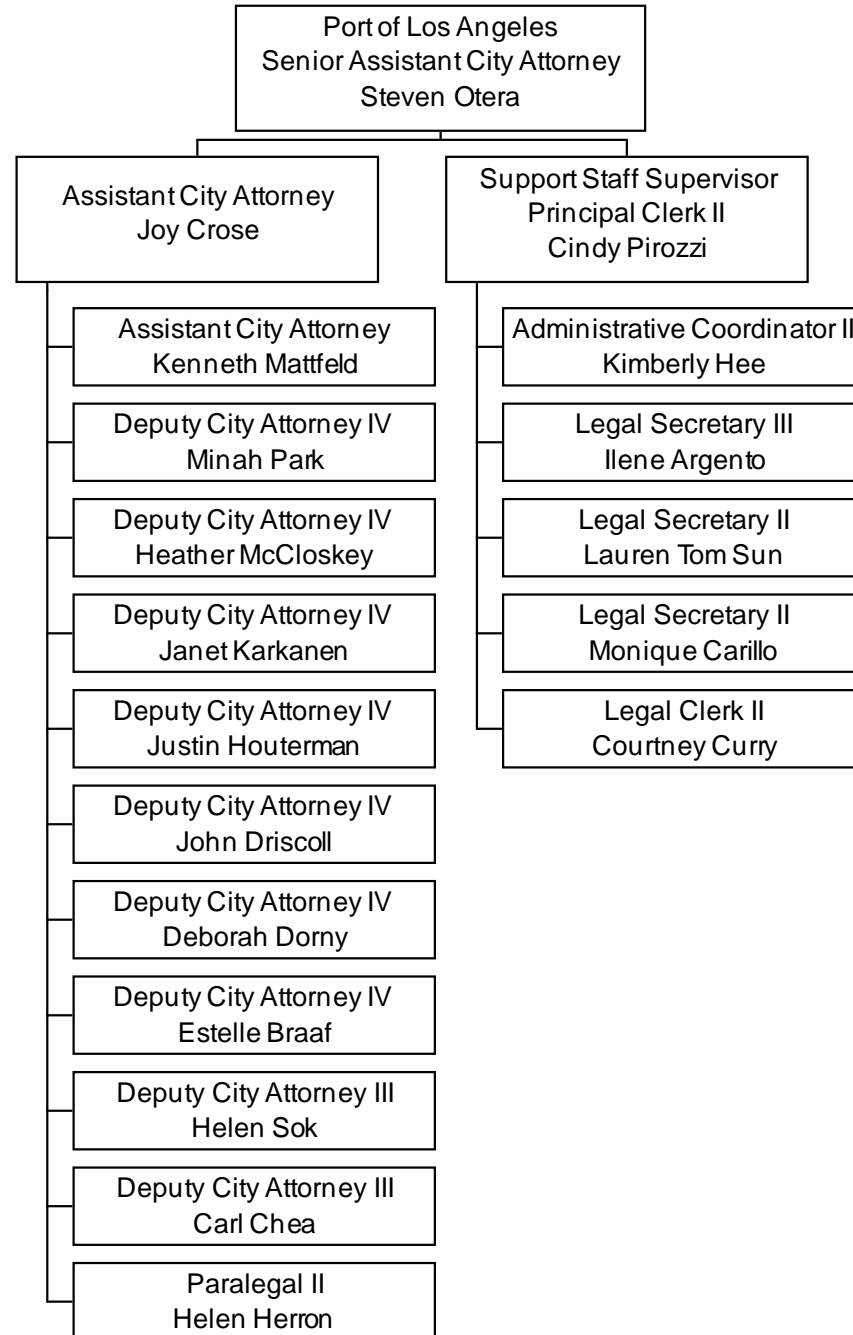 Port of Los Angeles
Senior Assistant City Attorney
Steven Otera
Assistant City Attorney
Joy Crose
Support Staff Supervisor
Principal Clerk II
Cindy Pirozzi
Assistant City Attorney
Kenneth Mattfeld
Deputy City Attorney IV
Minah Park
Deputy City Attorney IV
Heather McCloskey
Deputy City Attorney IV
Janet Karkanen
Deputy City Attorney IV
Justin Houterman
Deputy City Attorney IV
John Driscoll
Deputy City Attorney IV
Deborah Dorny
Deputy City Attorney IV
Estelle Braaf
Deputy City Attorney III
Helen Sok
Deputy City Attorney III
Carl Chea
Paralegal II
Helen Herron
Administrative Coordinator II
Kimberly Hee
Legal Secretary III
Ilene Argento
Legal Secretary II
Lauren Tom Sun
Legal Secretary II
Monique Carillo
Legal Clerk II
Courtney Curry